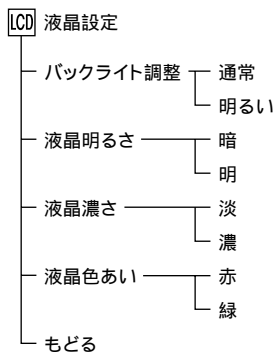 LCD 液晶設定
バックライト調整 通常
明るい
液晶明るさ 暗
明
液晶濃さ 淡
濃
液晶色あい 赤
緑
もどる